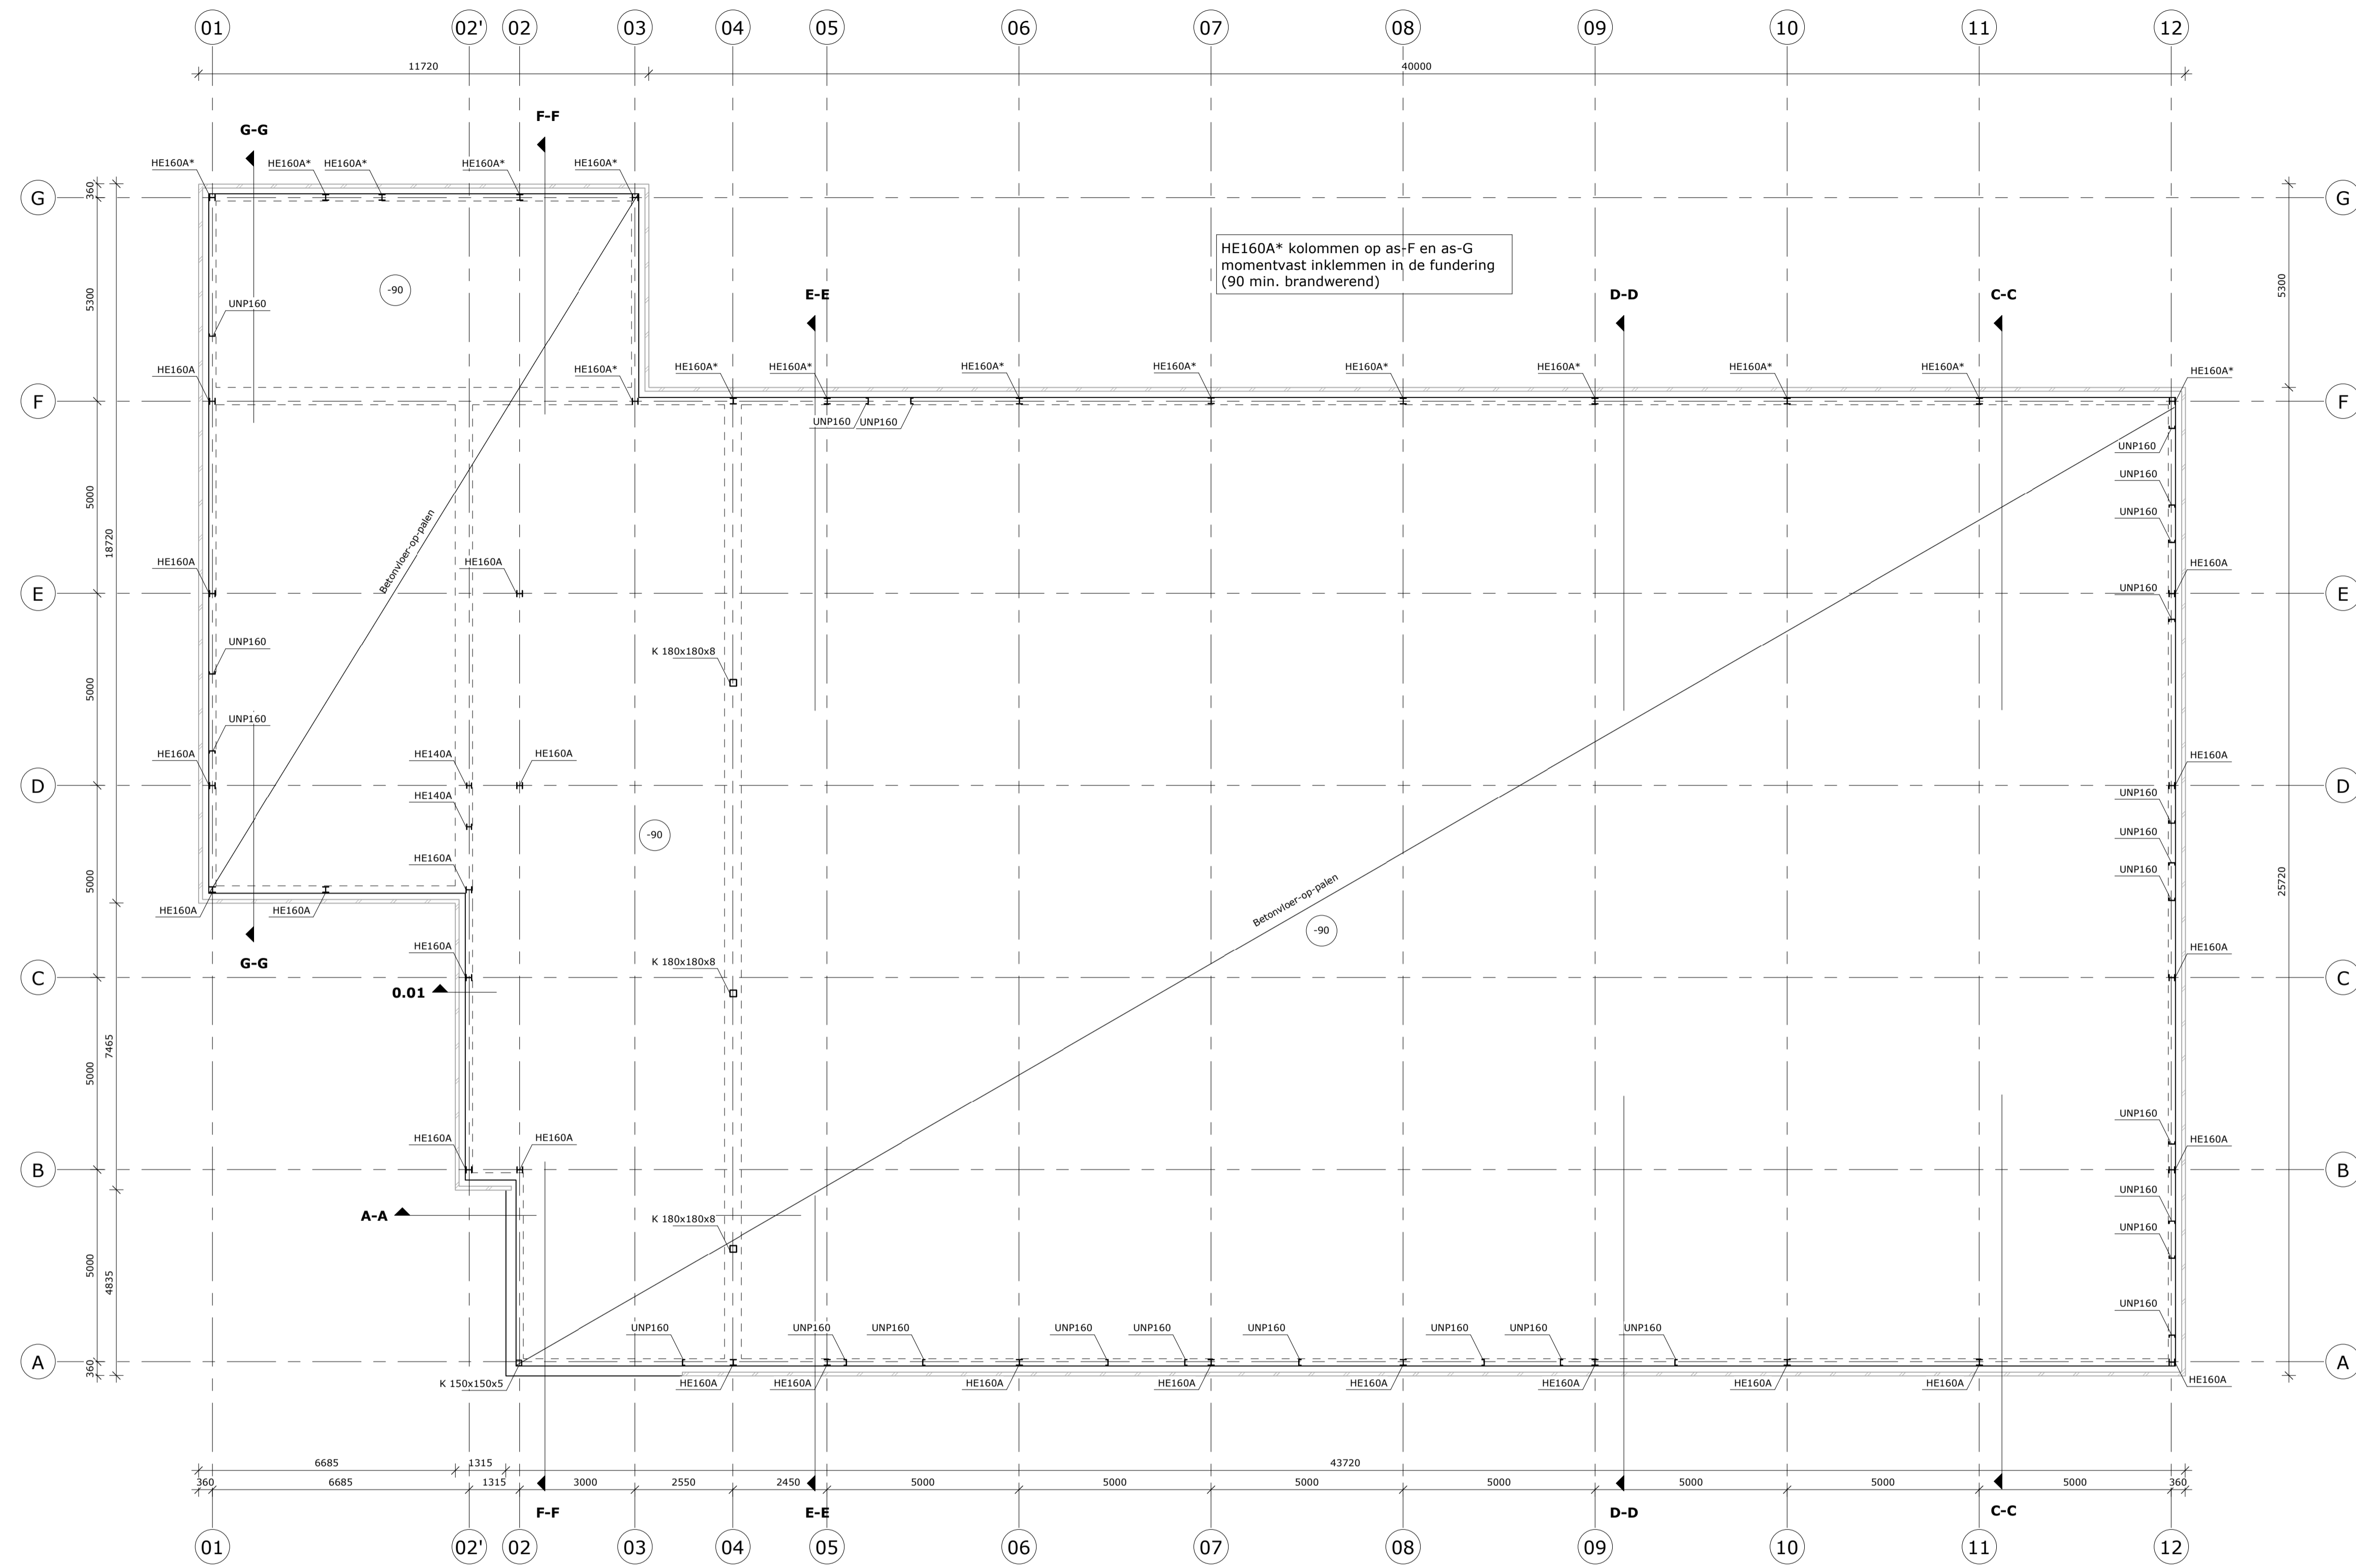 01 02' 02 03 04 05 06 07 08 09 10 11 12
11720 40000
F-F
G-G
HE160A* HE160A* HE160A* HE160A* HE160A*
360
G G
HE160A* kolommen op as-F en as-G
momentvast inklemmen in de fundering
(90 min. brandwerend)
-90
5300 5300
E-E D-D C-C
UNP160
HE160A HE160A* HE160A* HE160A* HE160A* HE160A* HE160A* HE160A* HE160A* HE160A* HE160A*
F F
UNP160 UNP160
UNP160
UNP160
5000
UNP160
18720
Betonvloer-op-palen
HE160A HE160A HE160A
UNP160
E E
UNP160
K 180x180x8
5000
UNP160
HE160A HE140A HE160A HE160A
D D
UNP160
HE140A
-90
UNP160
HE160A
UNP160
5000 25720
Betonvloer-op-palen
HE160A HE160A
-90
HE160A HE160A
G-G
K 180x180x8
C C
0.01
7465
5000
UNP160
HE160A HE160A HE160A
B B
UNP160
A-A
K 180x180x8
UNP160
5000
4835
UNP160
UNP160 UNP160 UNP160 UNP160 UNP160 UNP160 UNP160 UNP160 UNP160
A A
360
K 150x150x5 HE160A HE160A HE160A HE160A HE160A HE160A HE160A HE160A HE160A
6685 1315 43720
360 6685 1315 3000 2550 2450 5000 5000 5000 5000 5000 5000 5000 360
F-F E-E D-D C-C
01 02' 02 03 04 05 06 07 08 09 10 11 12